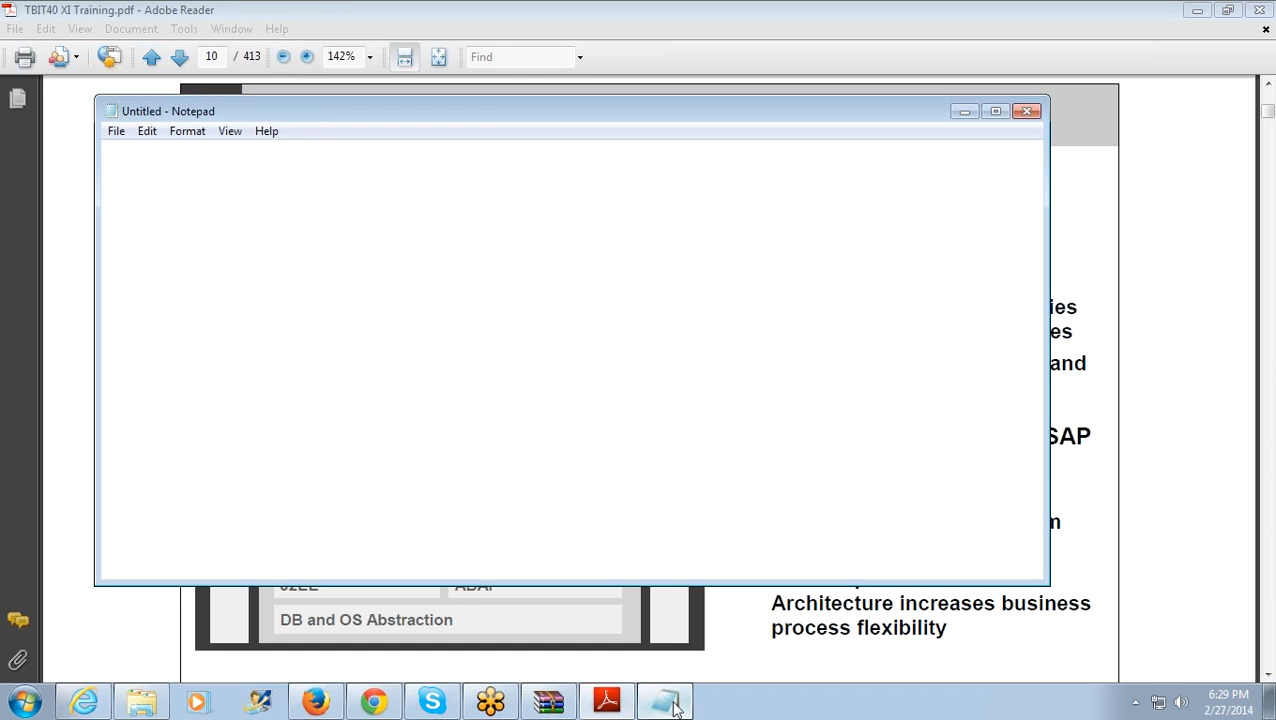 TBIT40 XI Training.pdf - Adobe Reader
File Edit View Document Tools Window Help
10 / 413 142% Find
Untitled - Notepad
File Edit Format View Help
ies
es
and
SAP
m
J2EE ABAP
DB and OS Abstraction
Architecture increases business
process flexibility
6:29 PM
2/27/2014